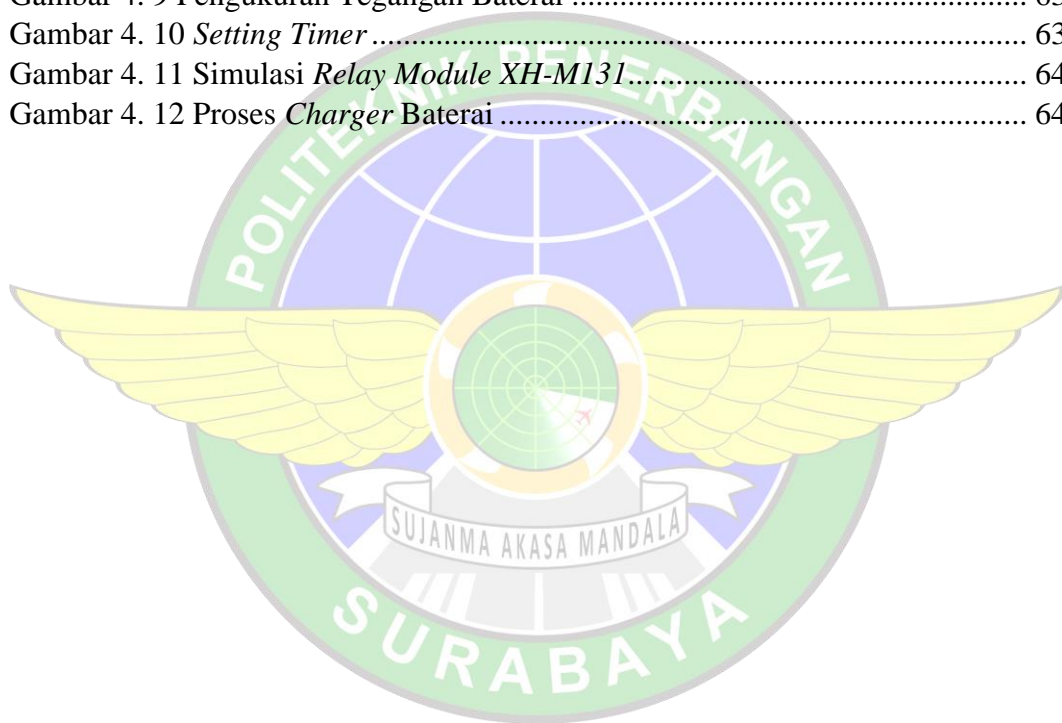 Gambar 4. 9 Pengukuran Tegangan Baterai ........................................................ 63
Gambar 4. 10 Setting Timer ................................................................................. 63
Gambar 4. 11 Simulasi Relay Module XH-M131.................................................. 64
Gambar 4. 12 Proses Charger Baterai .................................................................. 64
POLITEKNIK PENERBANGAN
SUJANMA AKASA MANDALA
SURABAYA